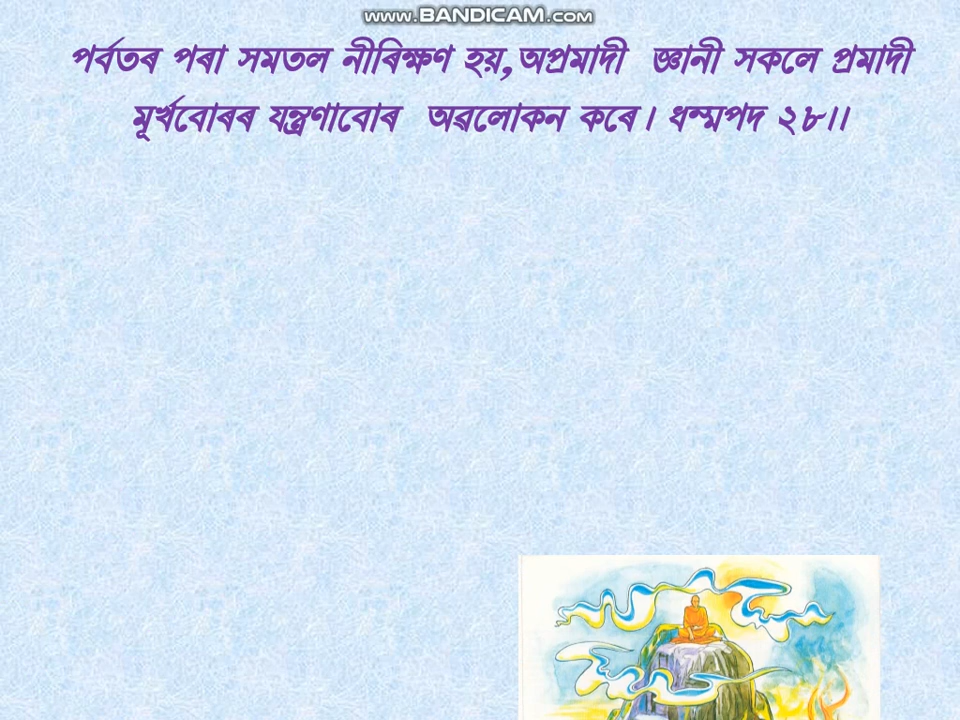 www.BANDICAM.com
পৰ্বতৰ পৰা সমতল নীৰিক্ষণ হয়,অপ্ৰমাদী জ্ঞানী সকলে প্ৰমাদী
মূৰ্খবোৰৰ যন্ত্ৰণাবোৰ অৱলোকন কৰে। ধম্মপদ ২৮।।